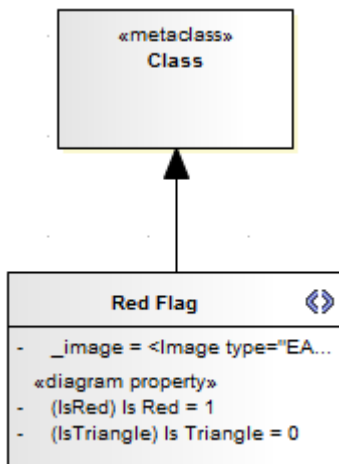 «metaclass»
Class
Red Flag
- _image = <Image type="EA...
«diagram property»
- (IsRed) Is Red = 1
- (IsTriangle) Is Triangle = 0